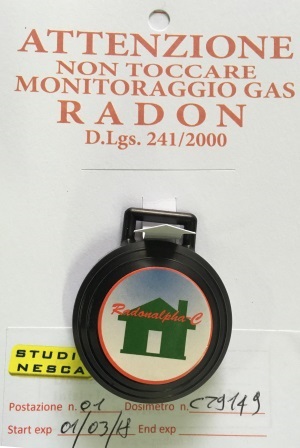 ATTENZIONE
NON TOCCARE
MONITORAGGIO GAS
RADON
D.Lgs. 241/2000
Radonalpha-C
STUDI
NESCA
Postazione n. 01 Dosimetro n. CZ9149
Start exp 01/03/18 End exp